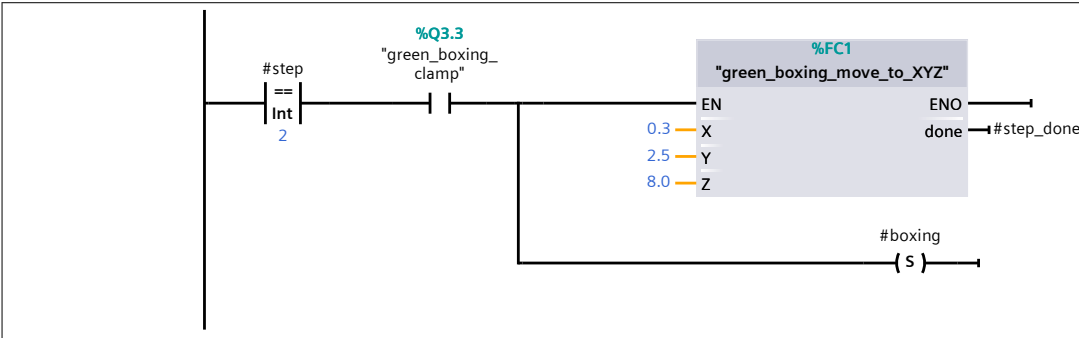 %Q3.3
"green_boxing_
clamp"
#step
==
Int
2
%FC1
"green_boxing_move_to_XYZ"
EN
ENO
0.3
X
done
#step_done
2.5
Y
8.0
Z
#boxing
S